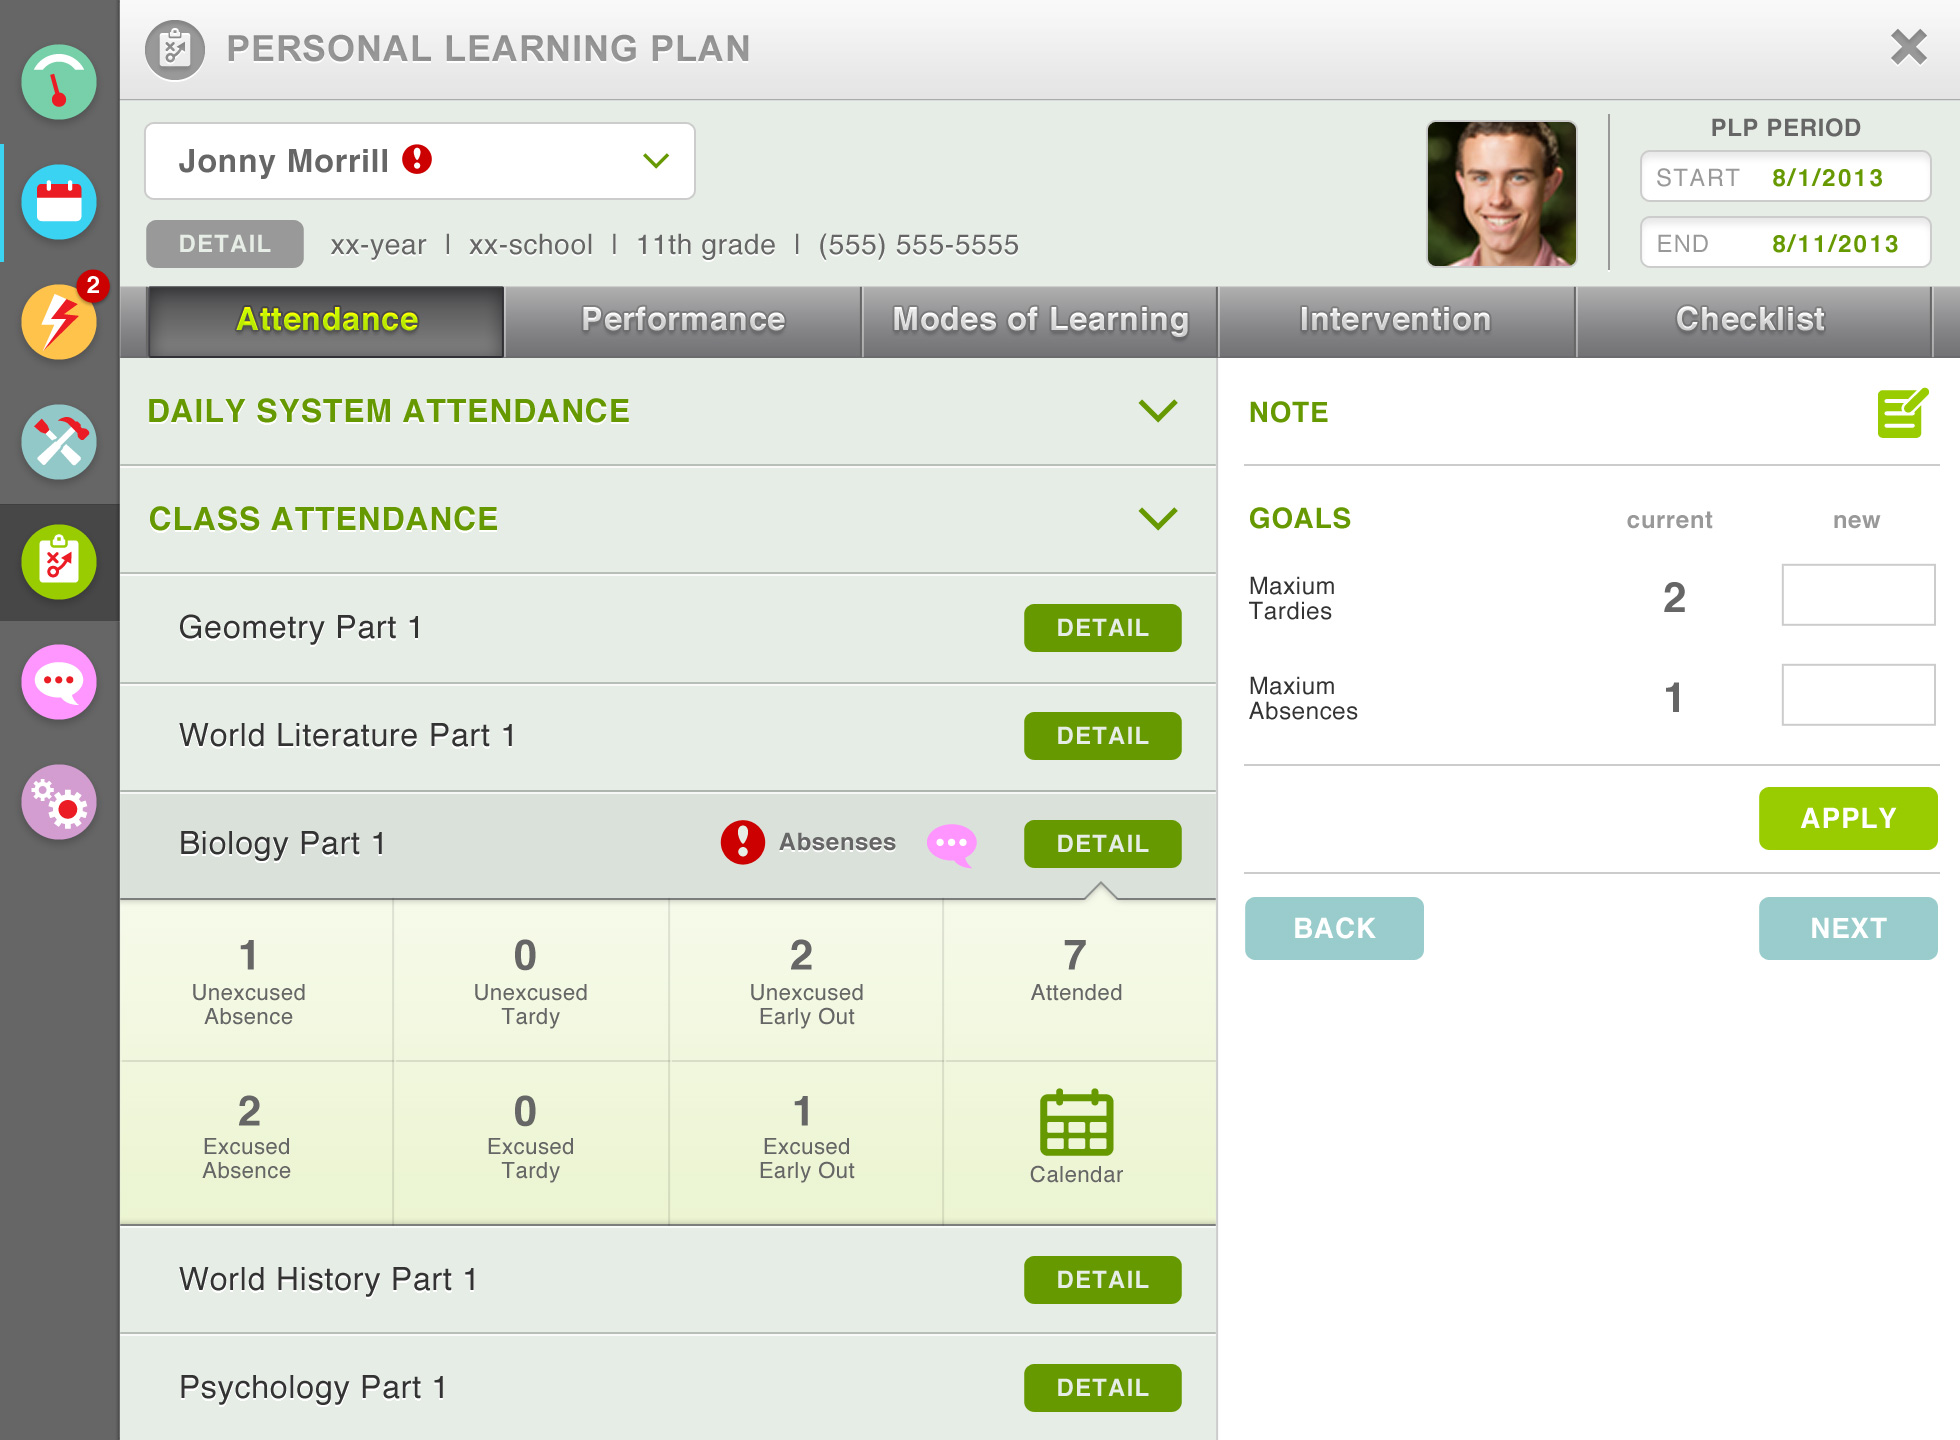 PERSONAL LEARNING PLAN
Jonny Morrill
PLP PERIOD
START 8/1/2013
DETAIL xx-year | xx-school | 11th grade | (555) 555-5555
END 8/11/2013
2
Attendance Performance Modes of Learning Intervention Checklist
DAILY SYSTEM ATTENDANCE
CLASS ATTENDANCE
Geometry Part 1 DETAIL
World Literature Part 1 DETAIL
Biology Part 1 Absenses DETAIL
1
Unexcused
Absence
0
Unexcused
Tardy
2
Unexcused
Early Out
7
Attended
2
Excused
Absence
0
Excused
Tardy
1
Excused
Early Out
Calendar
World History Part 1 DETAIL
Psychology Part 1 DETAIL
NOTE
GOALS current new
Maxium
Tardies
2
Maxium
Absences
1
APPLY
BACK NEXT